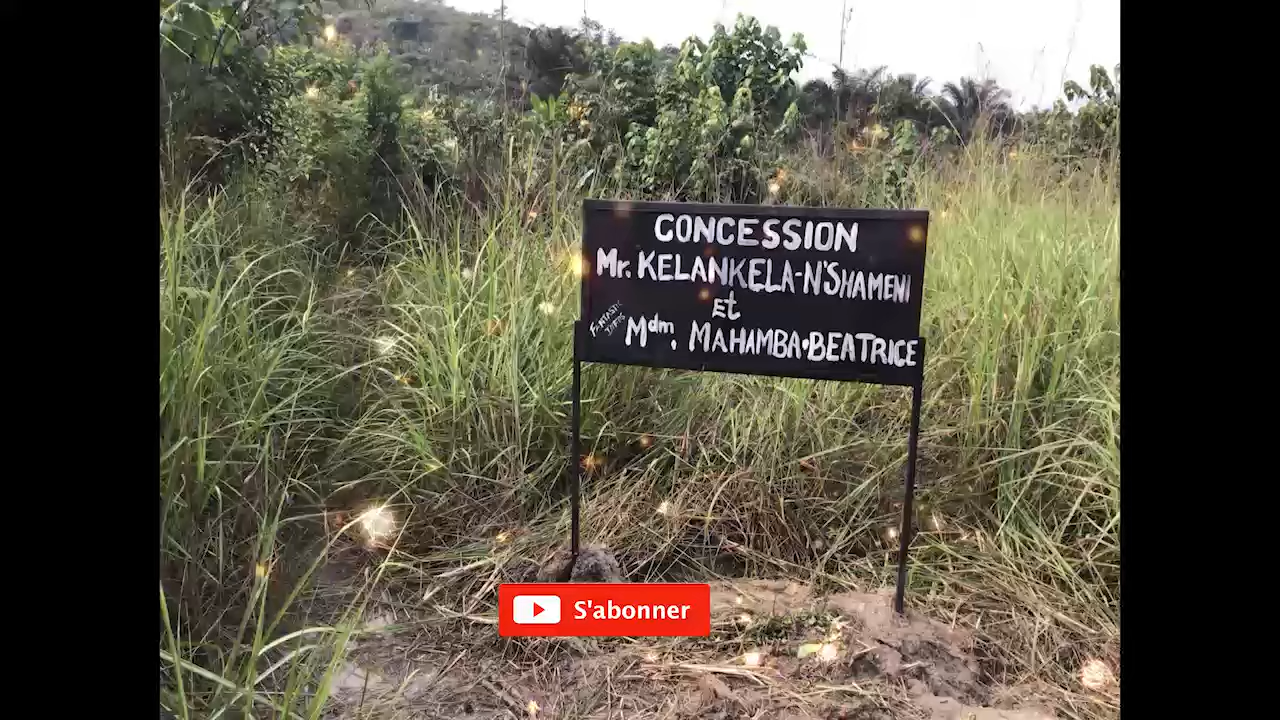 CONCESSION
Mr. KELANKELA-N'SHAMENI
Et
Mdm. MAHAMBA•BEATRICE
S'abonner